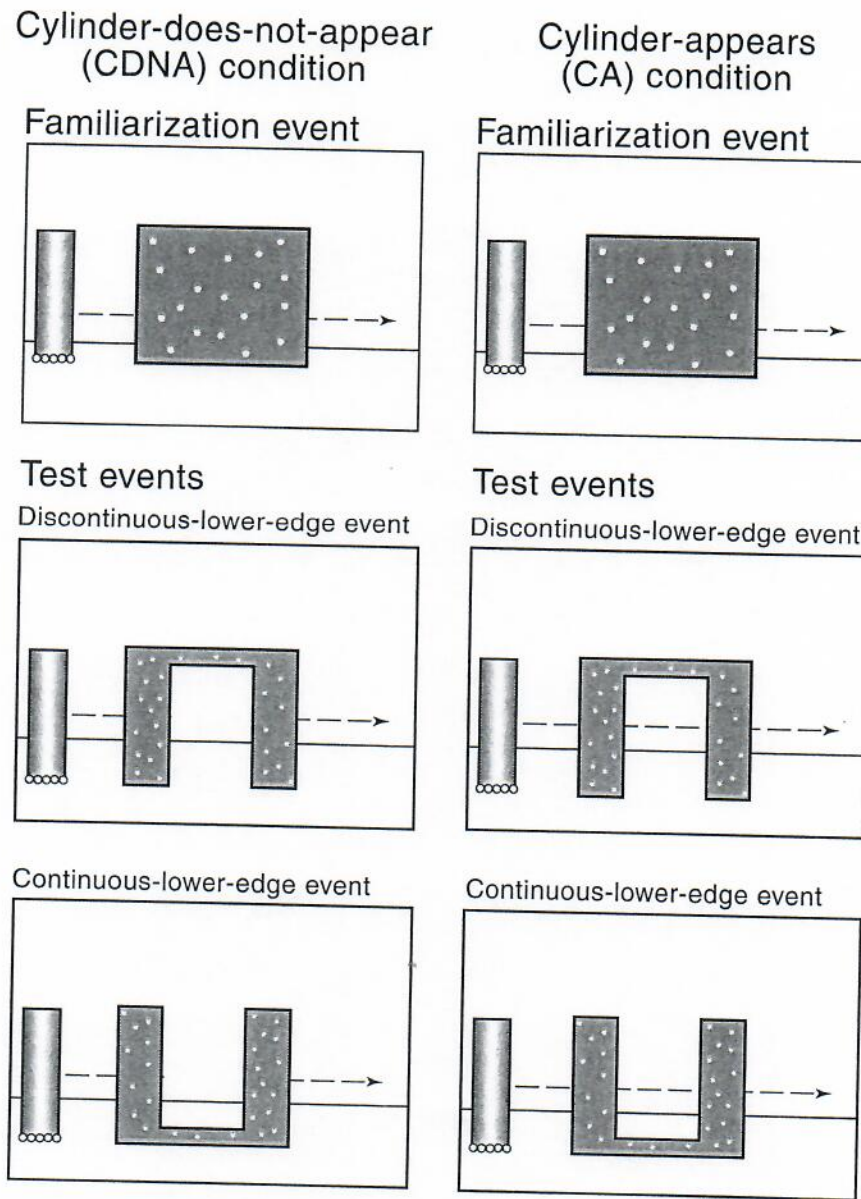 Cylinder-does-not-appear
(CDNA) condition
Familiarization event
Test events
Discontinuous-lower-edge event
Continuous-lower-edge event
Cylinder-appears
(CA) condition
Familiarization event
Test events
Discontinuous-lower-edge event
Continuous-lower-edge event